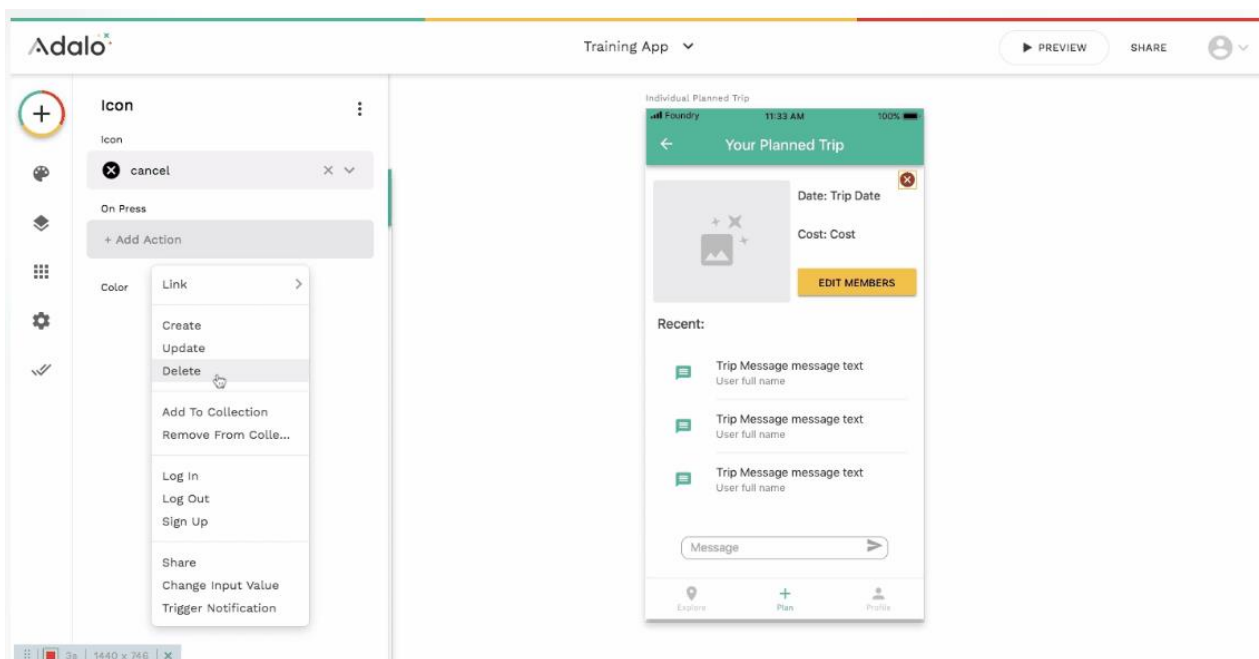 Adalo
Training App
PREVIEW
SHARE
Icon
Icon
cancel
On Press
+ Add Action
Color
Link
Create
Update
Delete
Add To Collection
Remove From Colle...
Log In
Log Out
Sign Up
Share
Change Input Value
Trigger Notification
3s | 1440 x 746
Individual Planned Trip
Foundry 11:33 AM 100%
Your Planned Trip
Date: Trip Date
Cost: Cost
EDIT MEMBERS
Recent:
Trip Message message text
User full name
Trip Message message text
User full name
Trip Message message text
User full name
Message
Explore Plan Profile